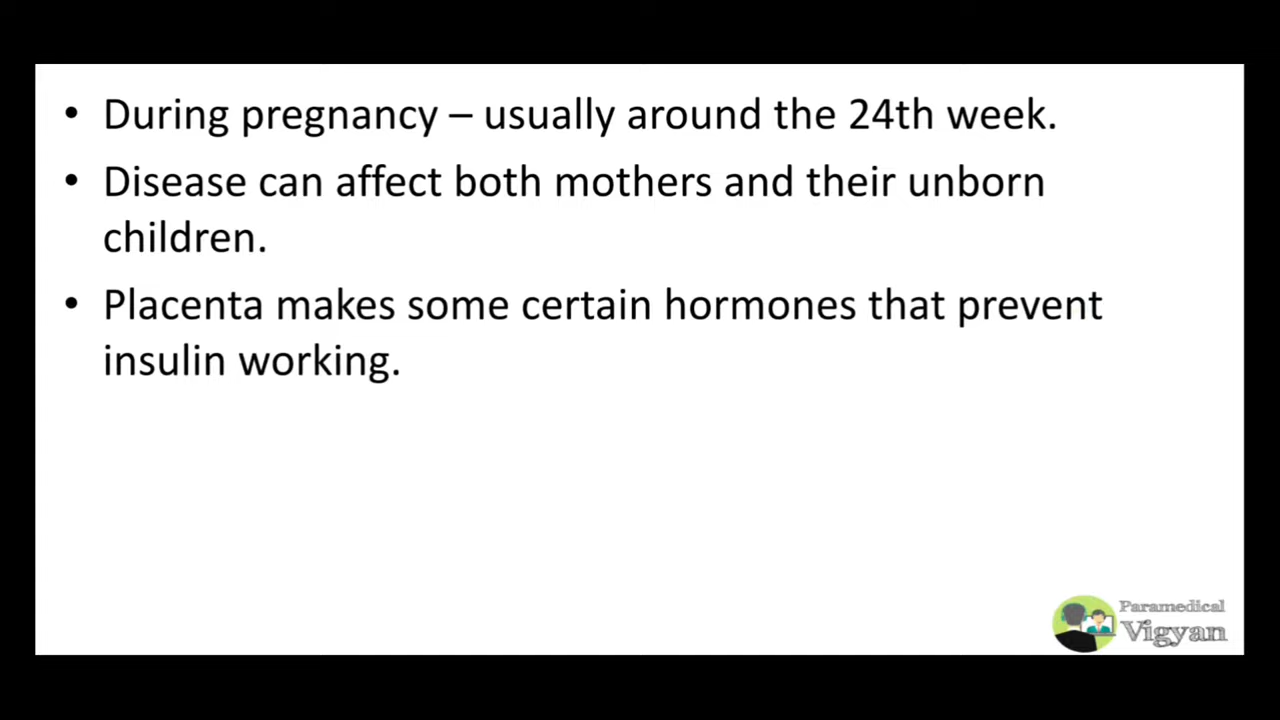 • During pregnancy – usually around the 24th week.
• Disease can affect both mothers and their unborn
children.
• Placenta makes some certain hormones that prevent
insulin working.
Paramedical
Vigyan